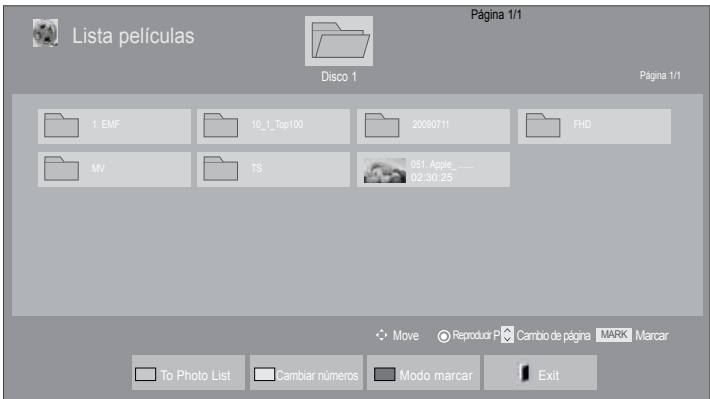 Página 1/1
Lista películas
Disco 1
Página 1/1
1. EMF
10_1_Top100
20090711
FHD
MV
TS
051. Apple_ ......
02:30:25
Move
Reproducir
P
Cambio de página
MARK
Marcar
To Photo List
Cambiar números
Modo marcar
Exit